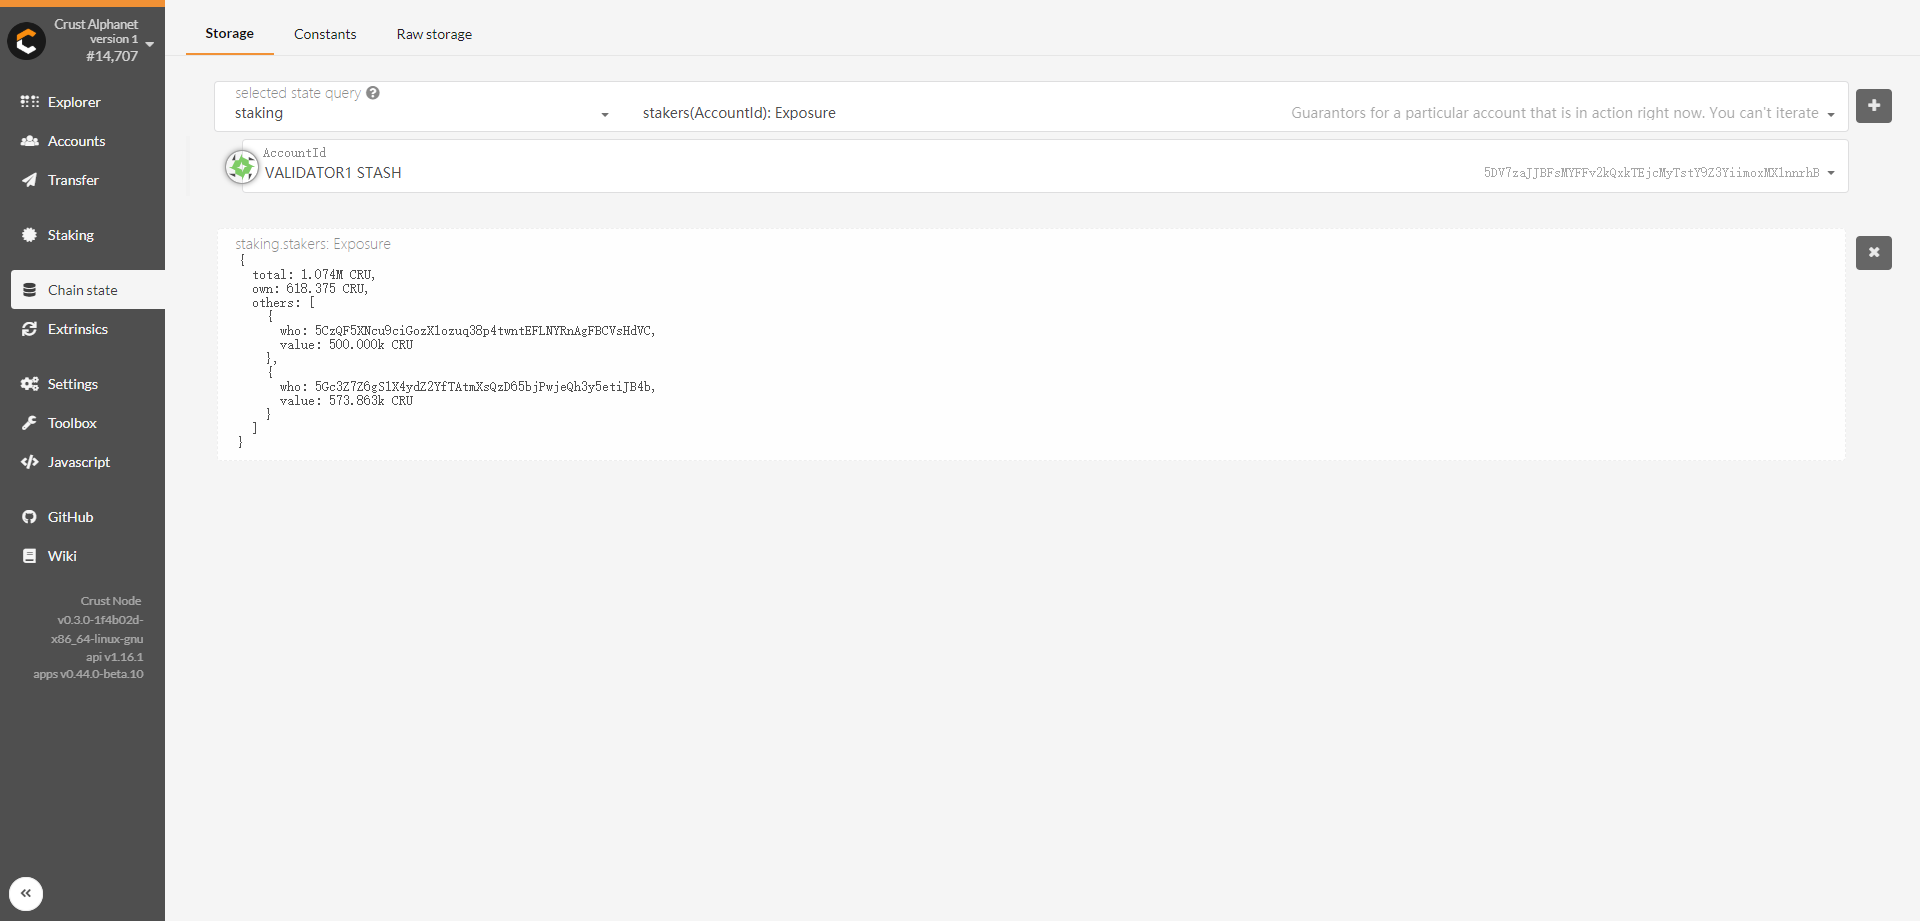 Crust Alphanet
version 1
#14,707
Explorer
Accounts
Transfer
Staking
Chain state
Extrinsics
Settings
Toolbox
Javascript
GitHub
Wiki
Crust Node
v0.3.0-1f4b02d-
x86_64-linux-gnu
api v1.16.1
apps v0.44.0-beta.10
Storage Constants Raw storage
selected state query
staking stakers(AccountId): Exposure Guarantors for a particular account that is in action right now. You can't iterate
AccountId
VALIDATOR1 STASH 5DV7zaJJBFsMYFFv2kQxkTEjcMyTstY9Z3YiimoxMX1nnrhB
staking.stakers: Exposure
{
total: 1.074M CRU,
own: 618.375 CRU,
others: [
{
who: 5CzQF5XNcu9ciGozX1ozuq38p4twntEFLNYRnAgFBCVsHdVC,
value: 500.000k CRU
},
{
who: 5Gc3Z7Z6gS1X4ydZ2YfTAtmXsQzD65bjPwjeQh3y5etiJB4b,
value: 573.863k CRU
}
]
}